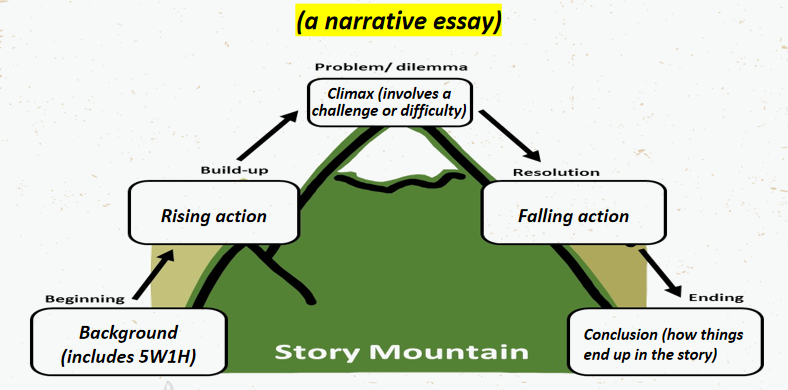 (a narrative essay)
Problem/ dilemma
Climax (involves a
challenge or difficulty)
Build-up
Rising action
Resolution
Falling action
Beginning
Background
(includes 5W1H)
Ending
Conclusion (how things
end up in the story)
Story Mountain